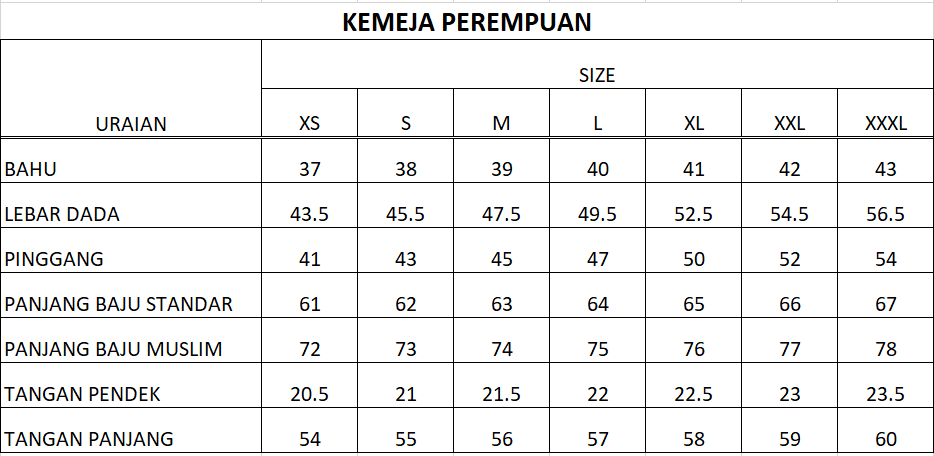 KEMEJA PEREMPUAN
SIZE
URAIAN XS S M L XL XXL XXXL
BAHU 37 38 39 40 41 42 43
LEBAR DADA 43.5 45.5 47.5 49.5 52.5 54.5 56.5
PINGGANG 41 43 45 47 50 52 54
PANJANG BAJU STANDAR 61 62 63 64 65 66 67
PANJANG BAJU MUSLIM 72 73 74 75 76 77 78
TANGAN PENDEK 20.5 21 21.5 22 22.5 23 23.5
TANGAN PANJANG 54 55 56 57 58 59 60